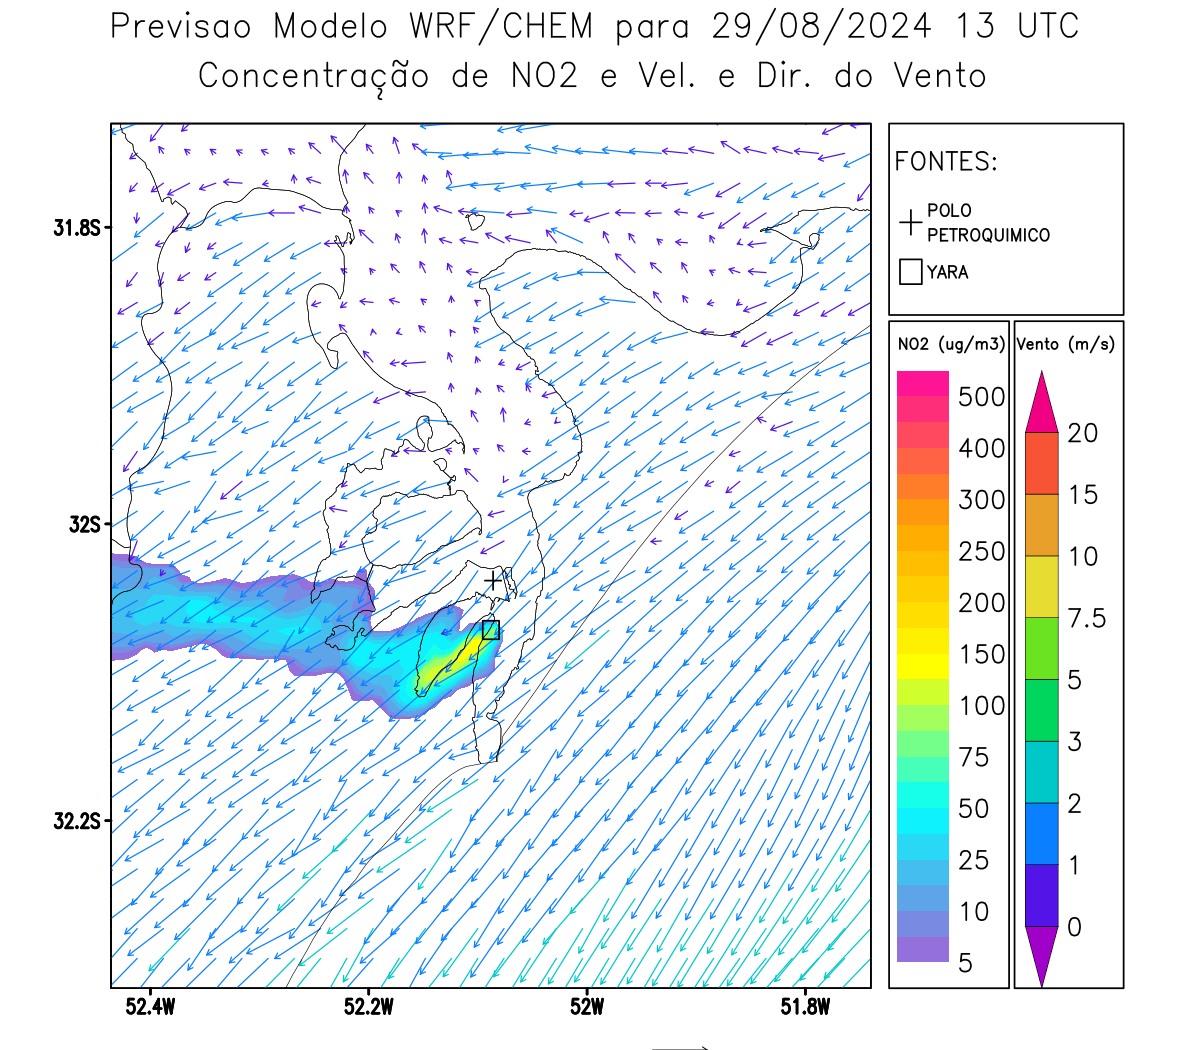 Previsao Modelo WRF/CHEM para 29/08/2024 13 UTC
Concentração de NO2 e Vel. e Dir. do Vento
FONTES:
POLO
PETROQUIMICO
YARA
NO2 (ug/m3)
500
400
300
250
200
150
100
75
50
25
10
5
Vento (m/s)
20
15
10
7.5
5
3
2
1
0
31.8S
32S
32.2S
52.4W
52.2W
52W
51.8W